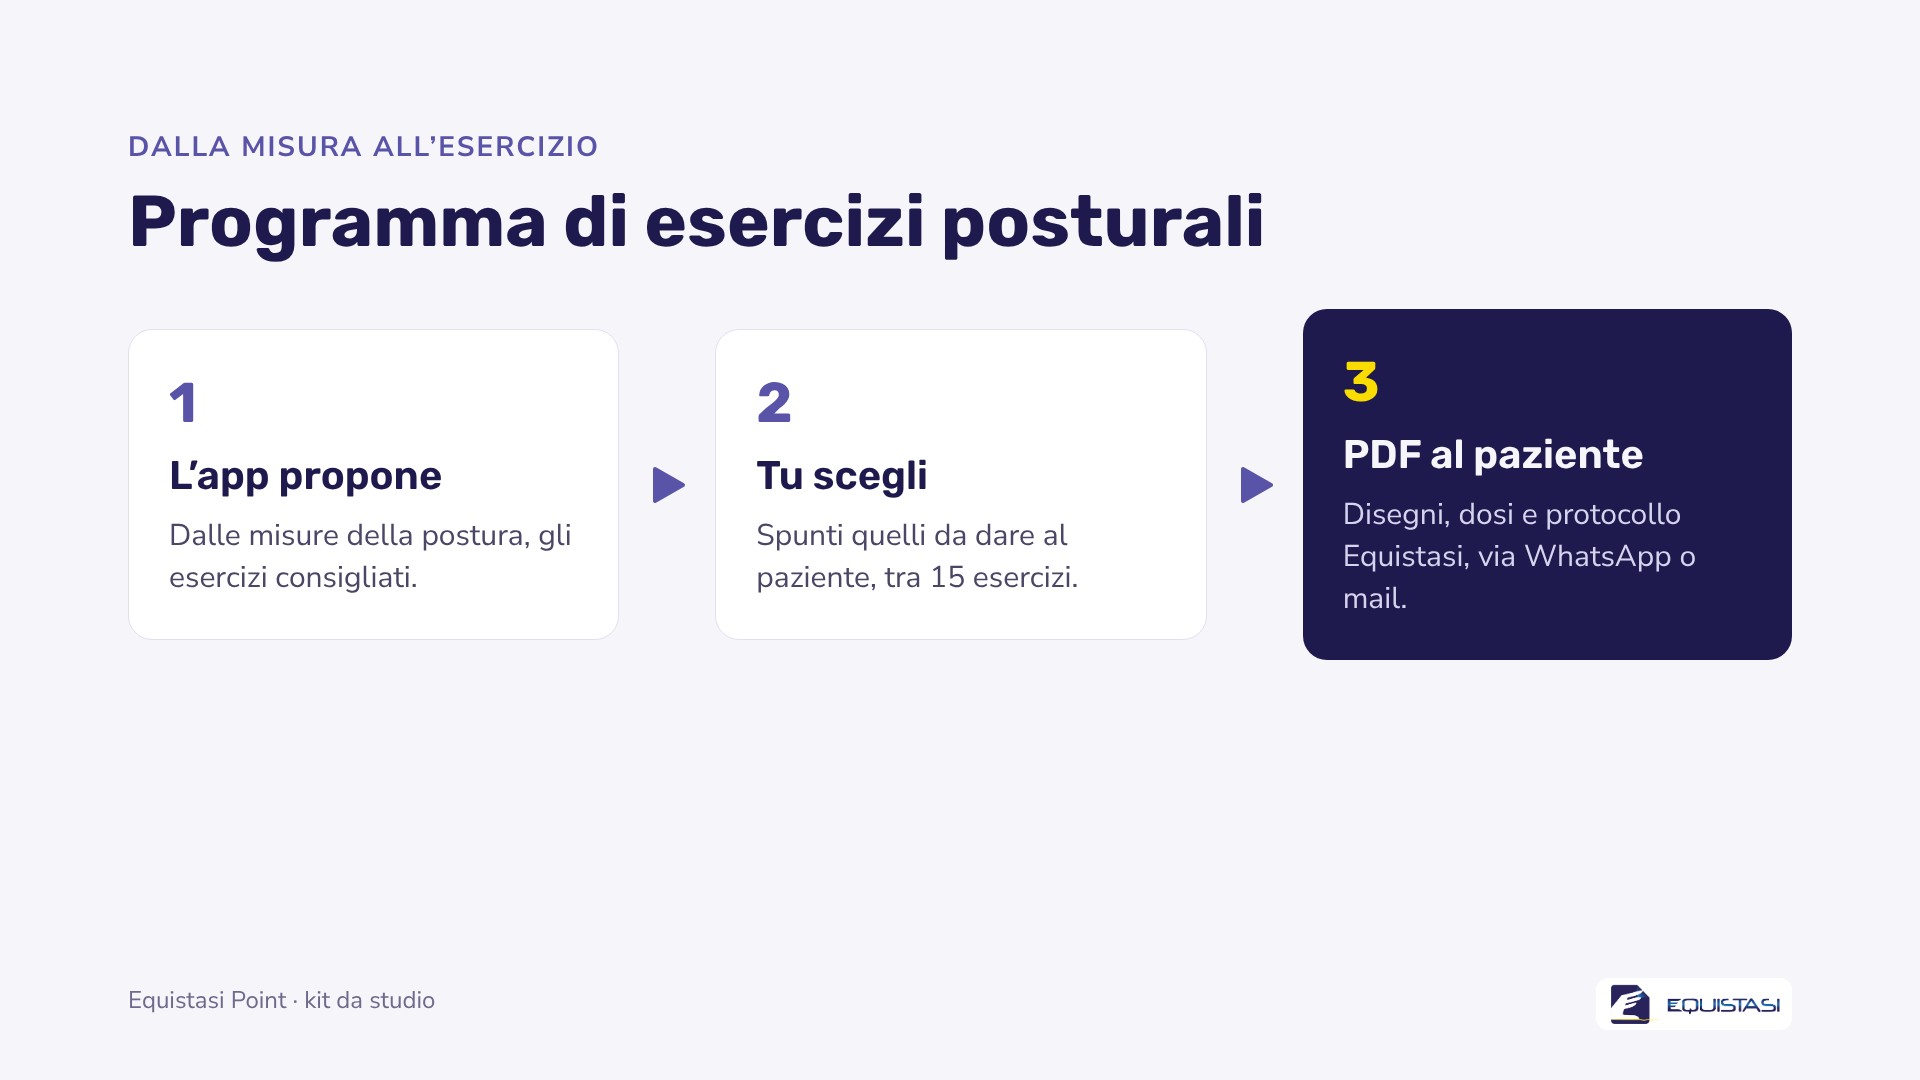 DALLA MISURA ALL’ESERCIZIO
Programma di esercizi posturali
1
L’app propone
Dalle misure della postura, gli
esercizi consigliati.
2
Tu scegli
Spunti quelli da dare al
paziente, tra 15 esercizi.
3
PDF al paziente
Disegni, dosi e protocollo
Equistasi, via WhatsApp o
mail.
Equistasi Point · kit da studio
EQUISTASI